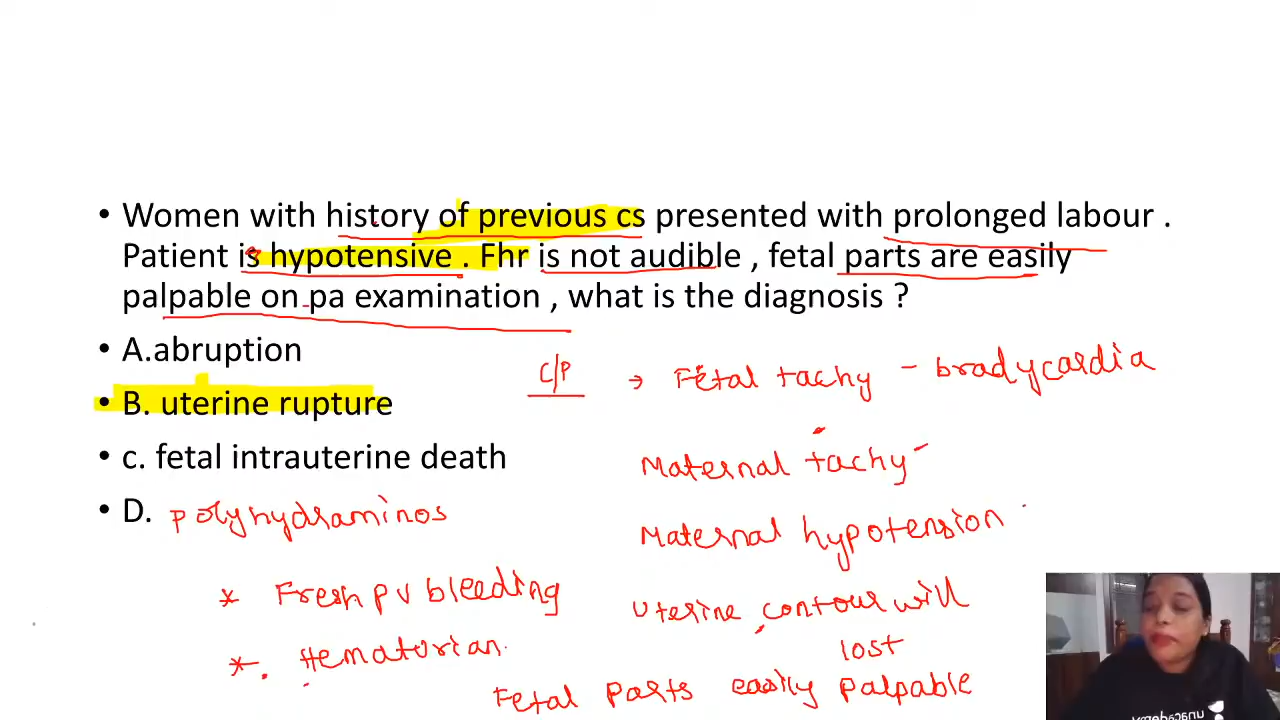 • Women with history of previous cs presented with prolonged labour .
Patient is hypotensive . Fhr is not audible , fetal parts are easily
palpable on pa examination , what is the diagnosis ?
• A.abruption
• B. uterine rupture
• c. fetal intrauterine death
• D. polyhydraminos
C/P → Fetal tachy - bradycardia
Maternal tachy -
Maternal hypotension
Uterine contour will
lost
Fetal parts easily palpable
* Fresh pv bleeding
*. Hematurian.
unacademy